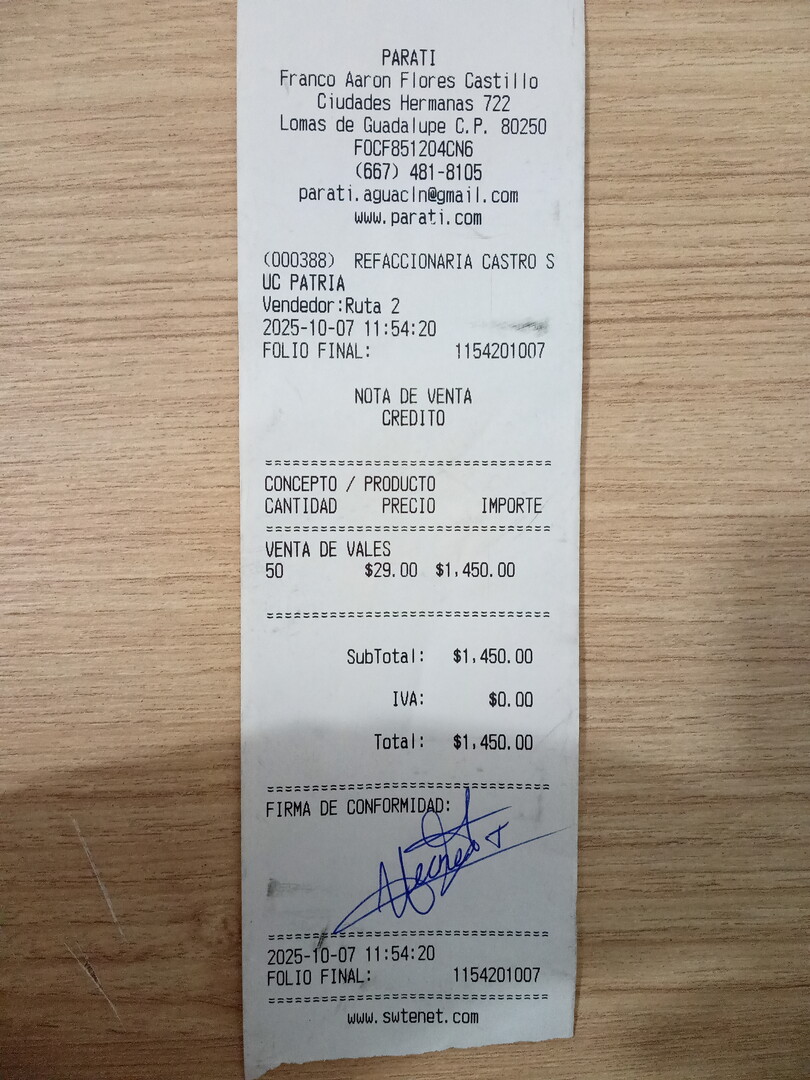 PARATI
Franco Aaron Flores Castillo
Ciudades Hermanas 722
Lomas de Guadalupe C.P. 80250
FOCF851204CN6
(667) 481-8105
parati.aguacln@gmail.com
www.parati.com
(000388) REFACCIONARIA CASTRO S
UC PATRIA
Vendedor:Ruta 2
2025-10-07 11:54:20
FOLIO FINAL: 1154201007
NOTA DE VENTA
CREDITO
===============================
CONCEPTO / PRODUCTO
CANTIDAD PRECIO IMPORTE
===============================
VENTA DE VALES
50 $29.00 $1,450.00
===============================
SubTotal: $1,450.00
IVA: $0.00
Total: $1,450.00
===============================
FIRMA DE CONFORMIDAD:
===============================
2025-10-07 11:54:20
FOLIO FINAL: 1154201007
===============================
www.swtenet.com